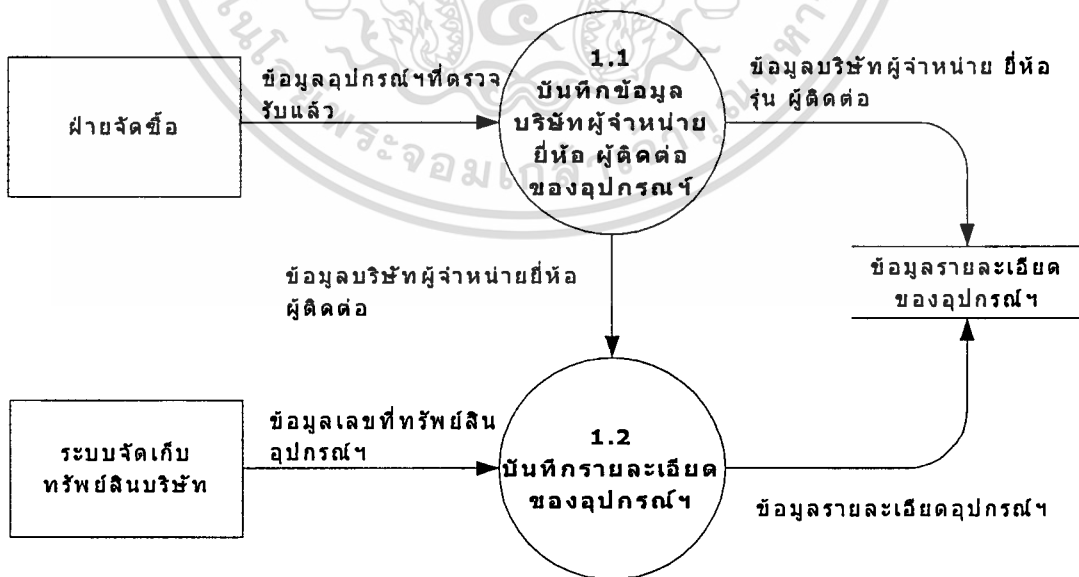 ฝ่ายจัดซื้อ
ข้อมูลอุปกรณ์ฯที่ตรวจ
รับแล้ว
1.1
บันทึกข้อมูล
บริษัทผู้จำหน่าย
ยี่ห้อ ผู้ติดต่อ
ของอุปกรณ์ฯ
ข้อมูลบริษัทผู้จำหน่าย ยี่ห้อ
รุ่น ผู้ติดต่อ
พระจอมเกล้า
ข้อมูลบริษัทผู้จำหน่ายยี่ห้อ
ผู้ติดต่อ
ข้อมูลรายละเอียด
ของอุปกรณ์ฯ
ระบบจัดเก็บ
ทรัพย์สินบริษัท
ข้อมูลเลขที่ทรัพย์สิน
อุปกรณ์ฯ
1.2
บันทึกรายละเอียด
ของอุปกรณ์ฯ
ข้อมูลรายละเอียดอุปกรณ์ฯ